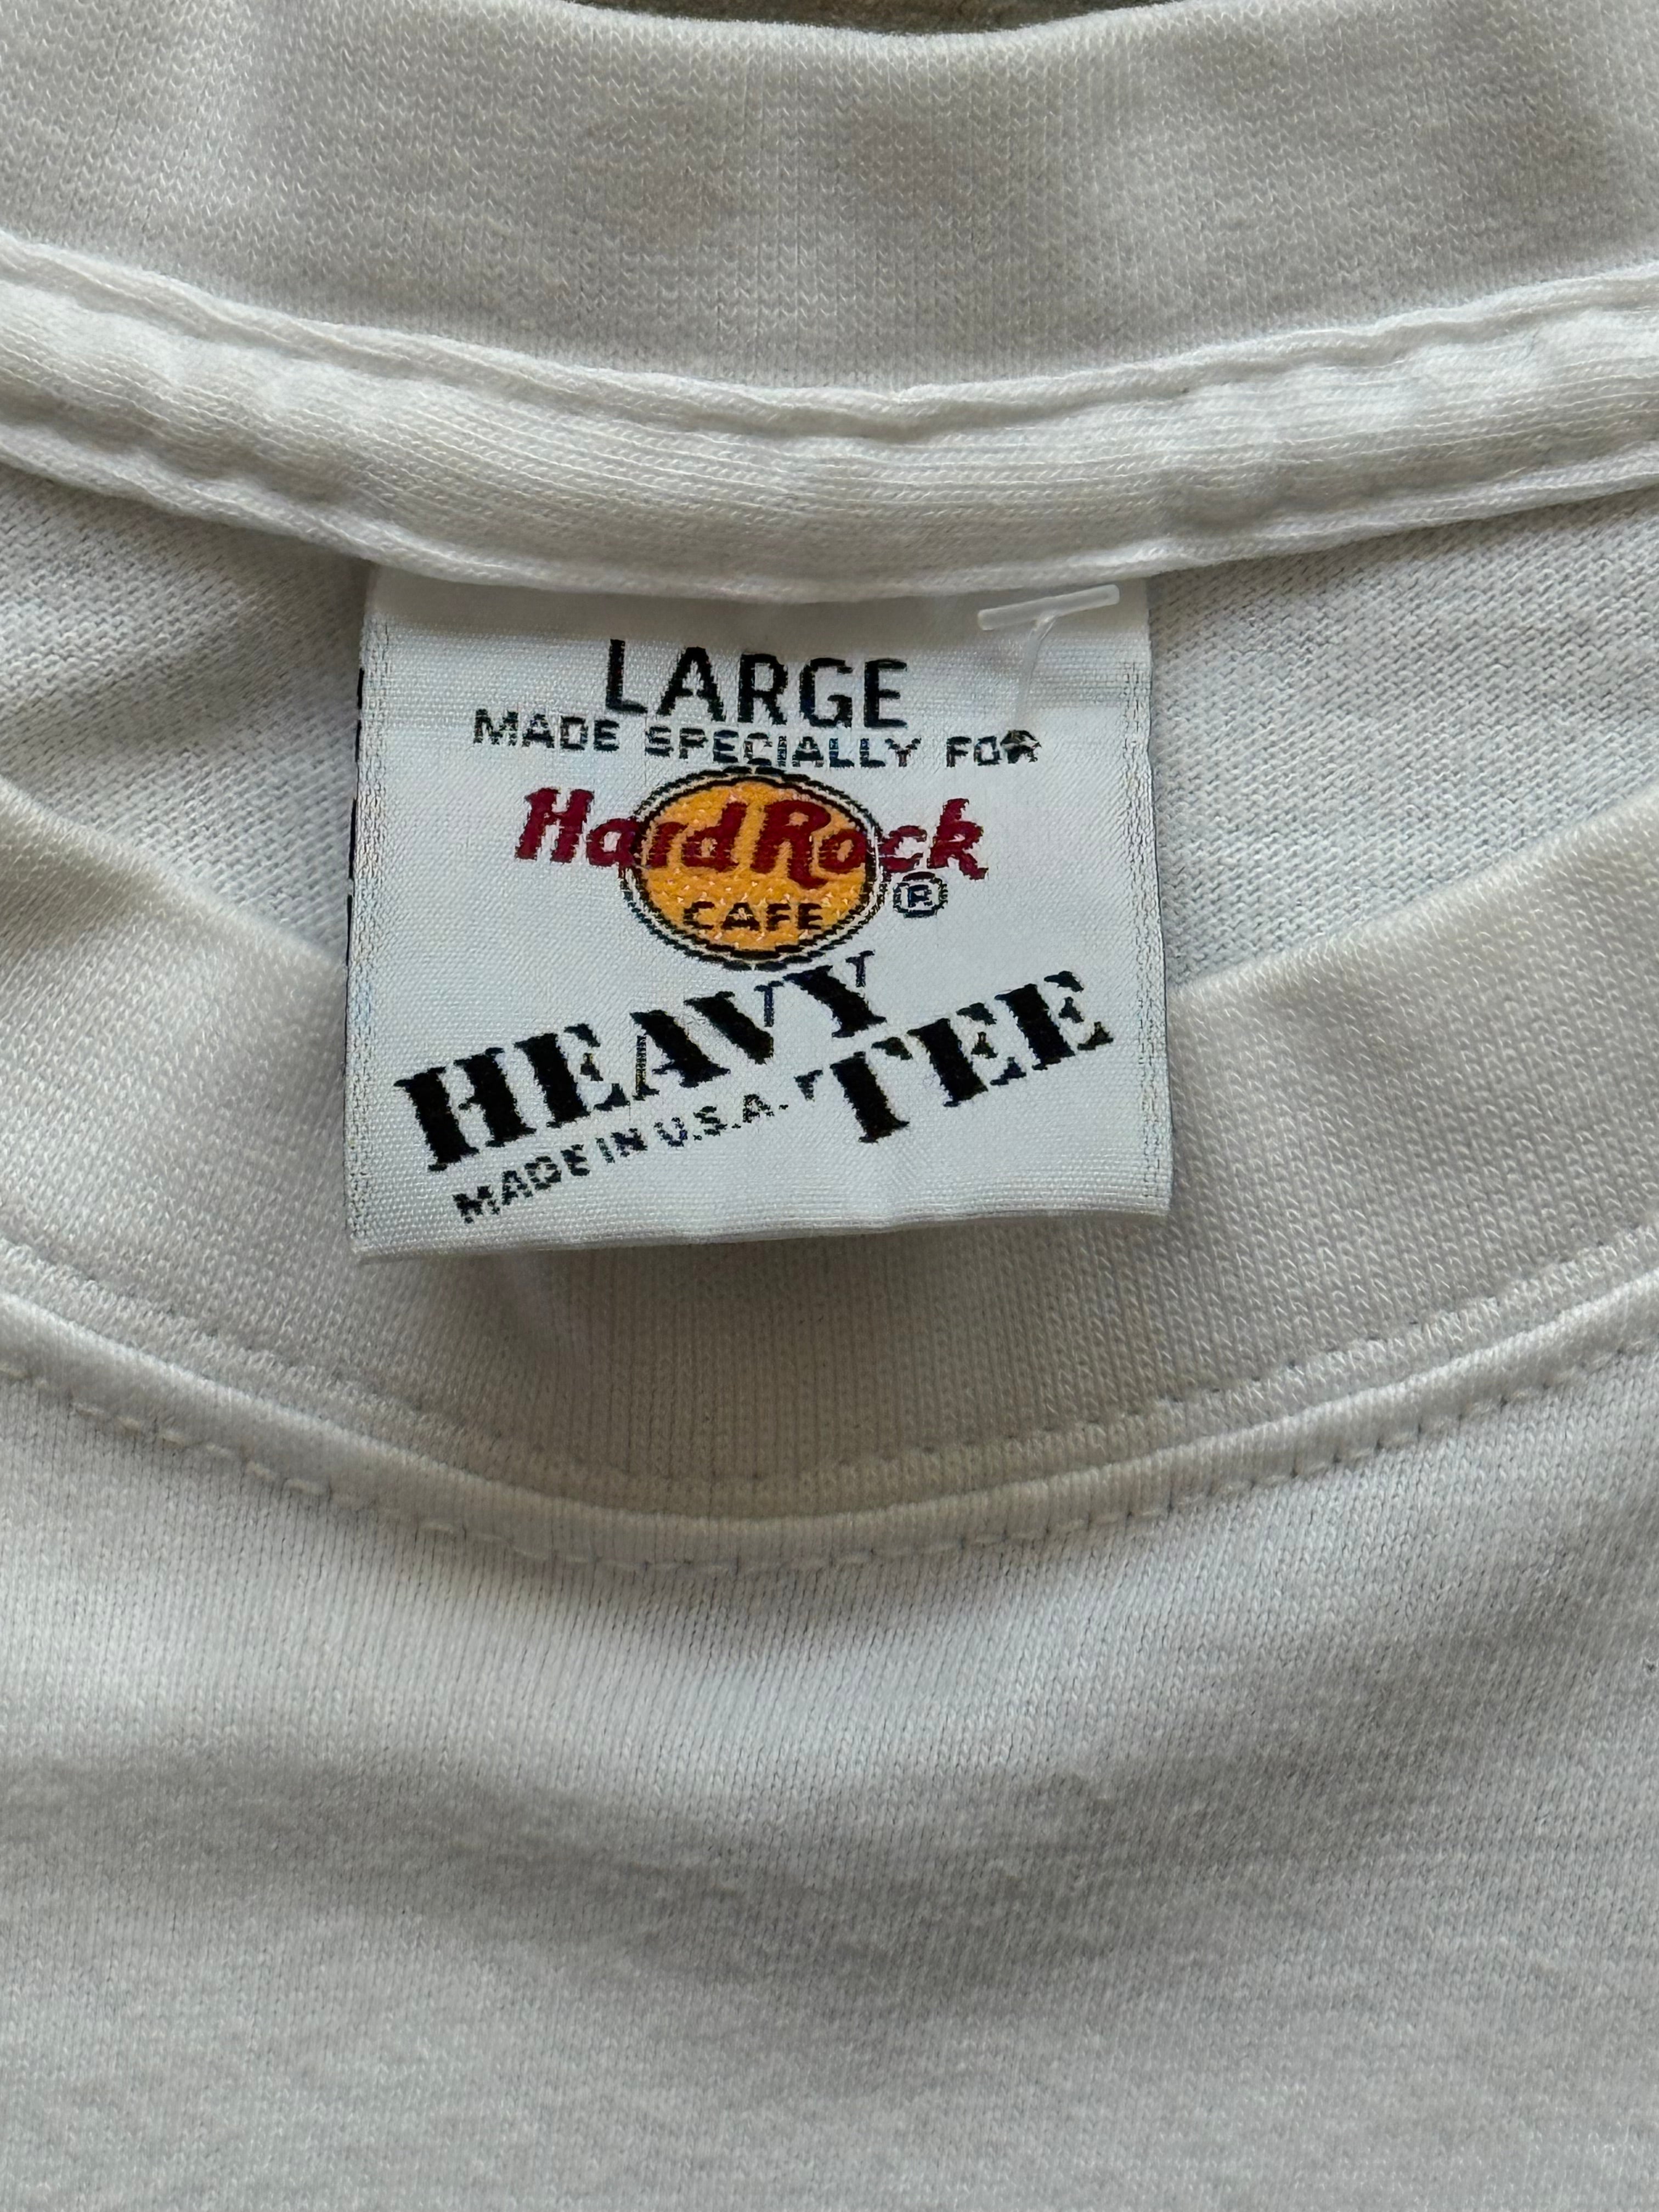 LARGE
MADE SPECIALLY FOR
Hard Rock
®
CAFE
HEAVY
TEE
MADE IN U.S.A.